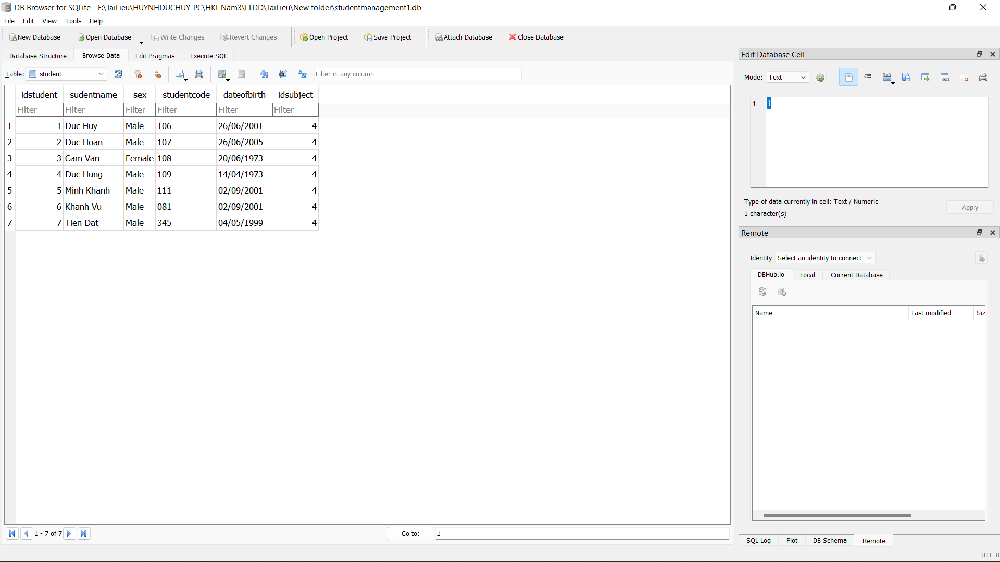 DB Browser for SQLite - F:\TaiLieu\HUYNHDUCHUY-PC\HKI_Nam3\LTDD\TaiLieu\New folder\studentmanagement1.db
File Edit View Tools Help
New Database Open Database Write Changes Revert Changes Open Project Save Project Attach Database Close Database
Database Structure Browse Data Edit Pragmas Execute SQL
Table: student Filter in any column
idstudent sudentname sex studentcode dateofbirth idsubject
Filter Filter Filter Filter Filter Filter
1 1 Duc Huy Male 106 26/06/2001 4
2 2 Duc Hoan Male 107 26/06/2005 4
3 3 Cam Van Female 108 20/06/1973 4
4 4 Duc Hung Male 109 14/04/1973 4
5 5 Minh Khanh Male 111 02/09/2001 4
6 6 Khanh Vu Male 081 02/09/2001 4
7 7 Tien Dat Male 345 04/05/1999 4
1 - 7 of 7 Go to: 1
Edit Database Cell
Mode: Text
1 1
Type of data currently in cell: Text / Numeric
1 character(s)
Apply
Remote
Identity Select an identity to connect
DBHub.io Local Current Database
Name Last modified Siz
SQL Log Plot DB Schema Remote
UTF-8